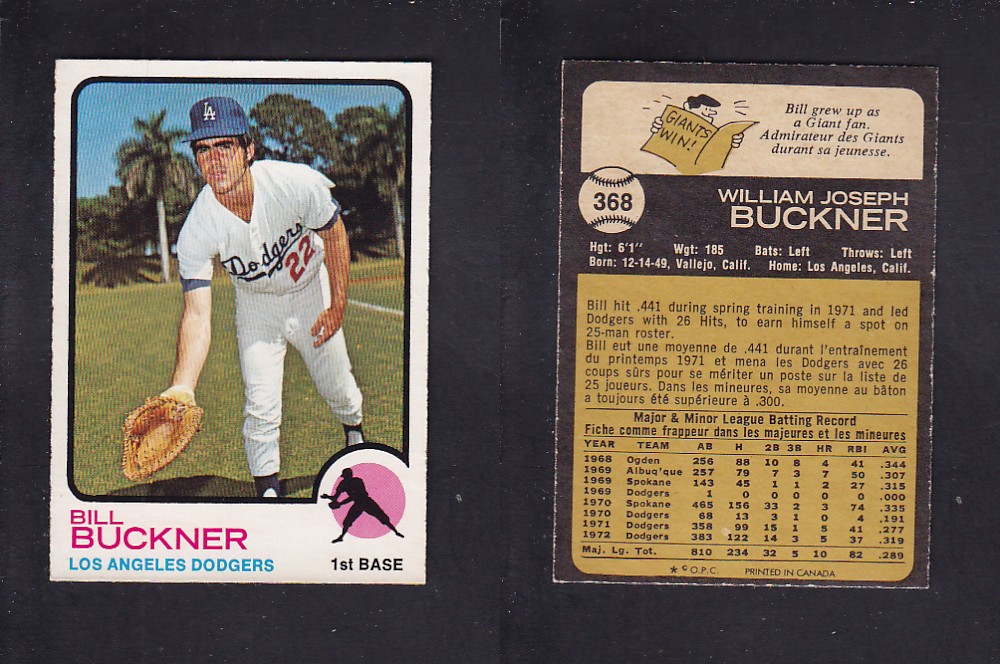 LA
Dodgers
22
BILL
BUCKNER
LOS ANGELES DODGERS
1st BASE
GIANTS
WIN!
Bill grew up as
a Giant fan.
Admirateur des Giants
durant sa jeunesse.
368
WILLIAM JOSEPH
BUCKNER
Hgt: 6'1" Wgt: 185 Bats: Left Throws: Left
Born: 12-14-49, Vallejo, Calif. Home: Los Angeles, Calif.
Bill hit .441 during spring training in 1971 and led
Dodgers with 26 Hits, to earn himself a spot on
25-man roster.
Bill eut une moyenne de .441 durant l'entraînement
du printemps 1971 et mena les Dodgers avec 26
coups sûrs pour se mériter un poste sur la liste de
25 joueurs. Dans les mineures, sa moyenne au bâton
a toujours été supérieure à .300.
Major & Minor League Batting Record
Fiche comme frappeur dans les majeures et les mineures
YEAR TEAM AB H 2B 3B HR RBI AVG
1968 Ogden 256 88 10 8 4 41 .344
1969 Albuq'que 257 79 7 3 7 50 .307
1969 Spokane 143 45 1 1 2 27 .315
1969 Dodgers 1 0 0 0 0 0 .000
1970 Spokane 465 156 33 2 3 74 .335
1970 Dodgers 68 13 3 1 0 4 .191
1971 Dodgers 358 99 15 1 5 41 .277
1972 Dodgers 383 122 14 3 5 37 .319
Maj. Lg. Tot. 810 234 32 5 10 82 .289
* © O.P.C. PRINTED IN CANADA